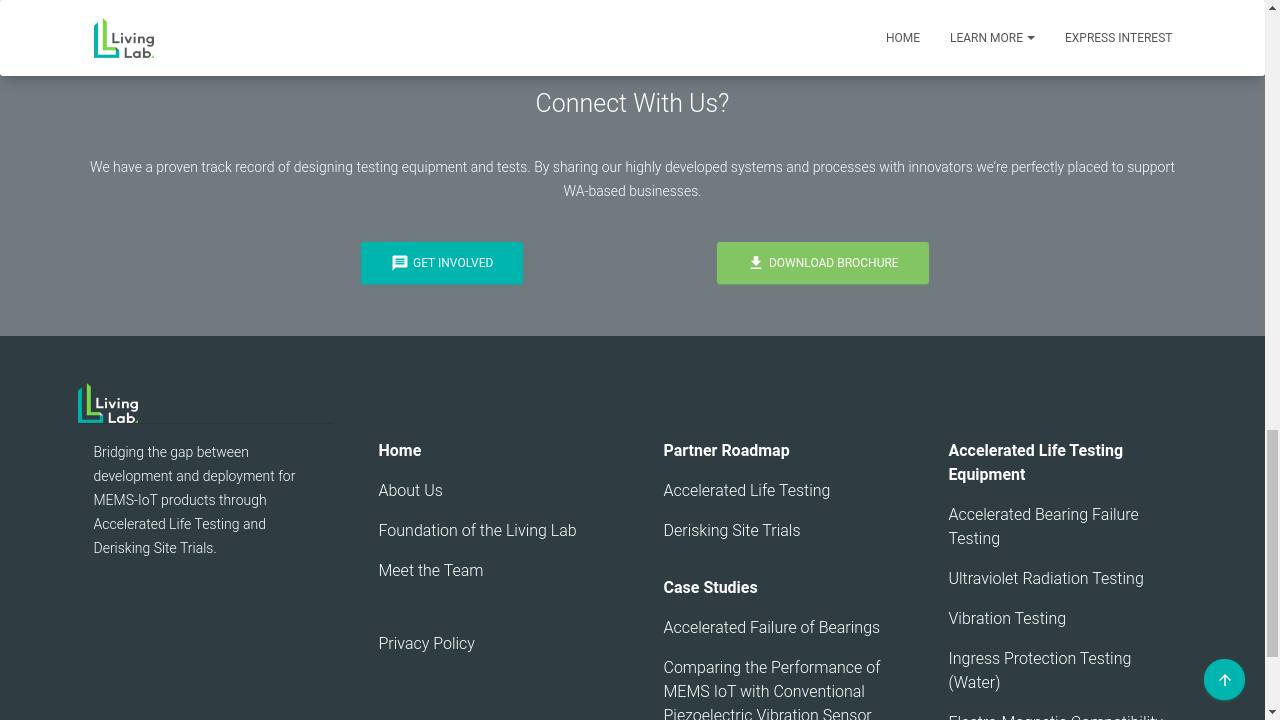 Living
Lab.
HOME
LEARN MORE
EXPRESS INTEREST
Connect With Us?
We have a proven track record of designing testing equipment and tests. By sharing our highly developed systems and processes with innovators we’re perfectly placed to support
WA-based businesses.
GET INVOLVED
DOWNLOAD BROCHURE
Living
Lab.
Bridging the gap between
development and deployment for
MEMS-IoT products through
Accelerated Life Testing and
Derisking Site Trials.
Home
About Us
Foundation of the Living Lab
Meet the Team
Privacy Policy
Partner Roadmap
Accelerated Life Testing
Derisking Site Trials
Case Studies
Accelerated Failure of Bearings
Comparing the Performance of
MEMS IoT with Conventional
Piezoelectric Vibration Sensor
Accelerated Life Testing
Equipment
Accelerated Bearing Failure
Testing
Ultraviolet Radiation Testing
Vibration Testing
Ingress Protection Testing
(Water)
Electro-Magnetic Compatibility